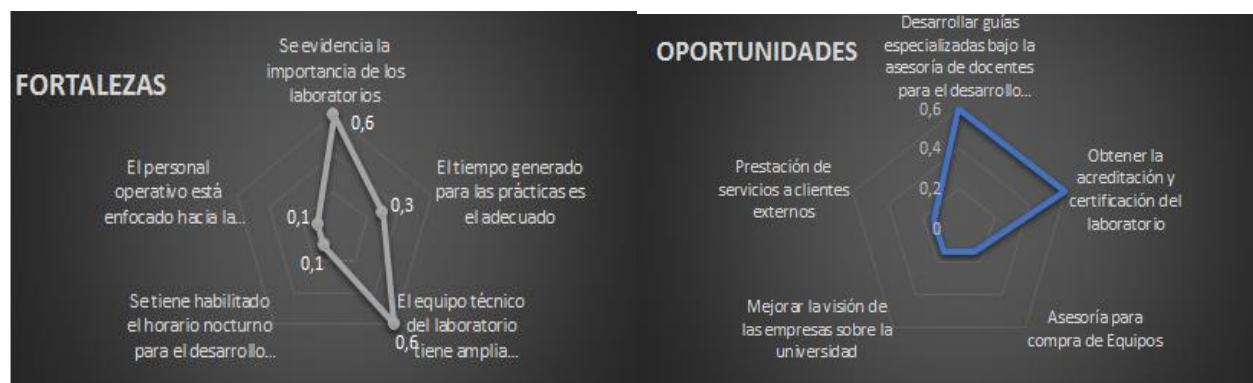 FORTALEZAS
Se evidencia la
importancia de los
laboratorios
0,6
El tiempo generado
para las prácticas es
el adecuado
0,3
El equipo técnico
del laboratorio
tiene amplia...
0,6
Se tiene habilitado
el horario nocturno
para el desarrollo...
0,1
El personal
operativo está
enfocado hacia la...
0,1
OPORTUNIDADES
Desarrollar guías
especializadas bajo la
asesoría de docentes
para el desarrollo...
0,6
0,4
0,2
0
Obtener la
acreditación y
certificación del
laboratorio
Asesoría para
compra de Equipos
Mejorar la visión de
las empresas sobre la
universidad
Prestación de
servicios a clientes
externos